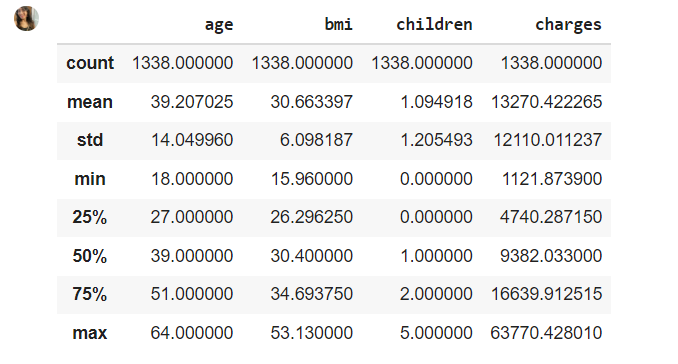 age bmi children charges
count 1338.000000 1338.000000 1338.000000 1338.000000
mean 39.207025 30.663397 1.094918 13270.422265
std 14.049960 6.098187 1.205493 12110.011237
min 18.000000 15.960000 0.000000 1121.873900
25% 27.000000 26.296250 0.000000 4740.287150
50% 39.000000 30.400000 1.000000 9382.033000
75% 51.000000 34.693750 2.000000 16639.912515
max 64.000000 53.130000 5.000000 63770.428010